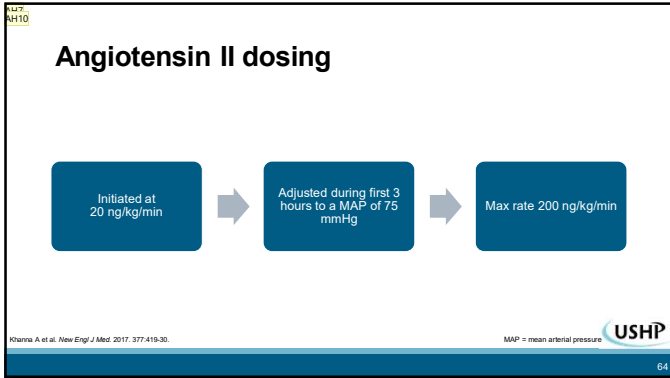 AH7
AH10
Angiotensin II dosing
Initiated at
20 ng/kg/min
Adjusted during first 3
hours to a MAP of 75
mmHg
Max rate 200 ng/kg/min
Khanna A et al. New Engl J Med. 2017. 377:419-30.
MAP = mean arterial pressure
USHP
64